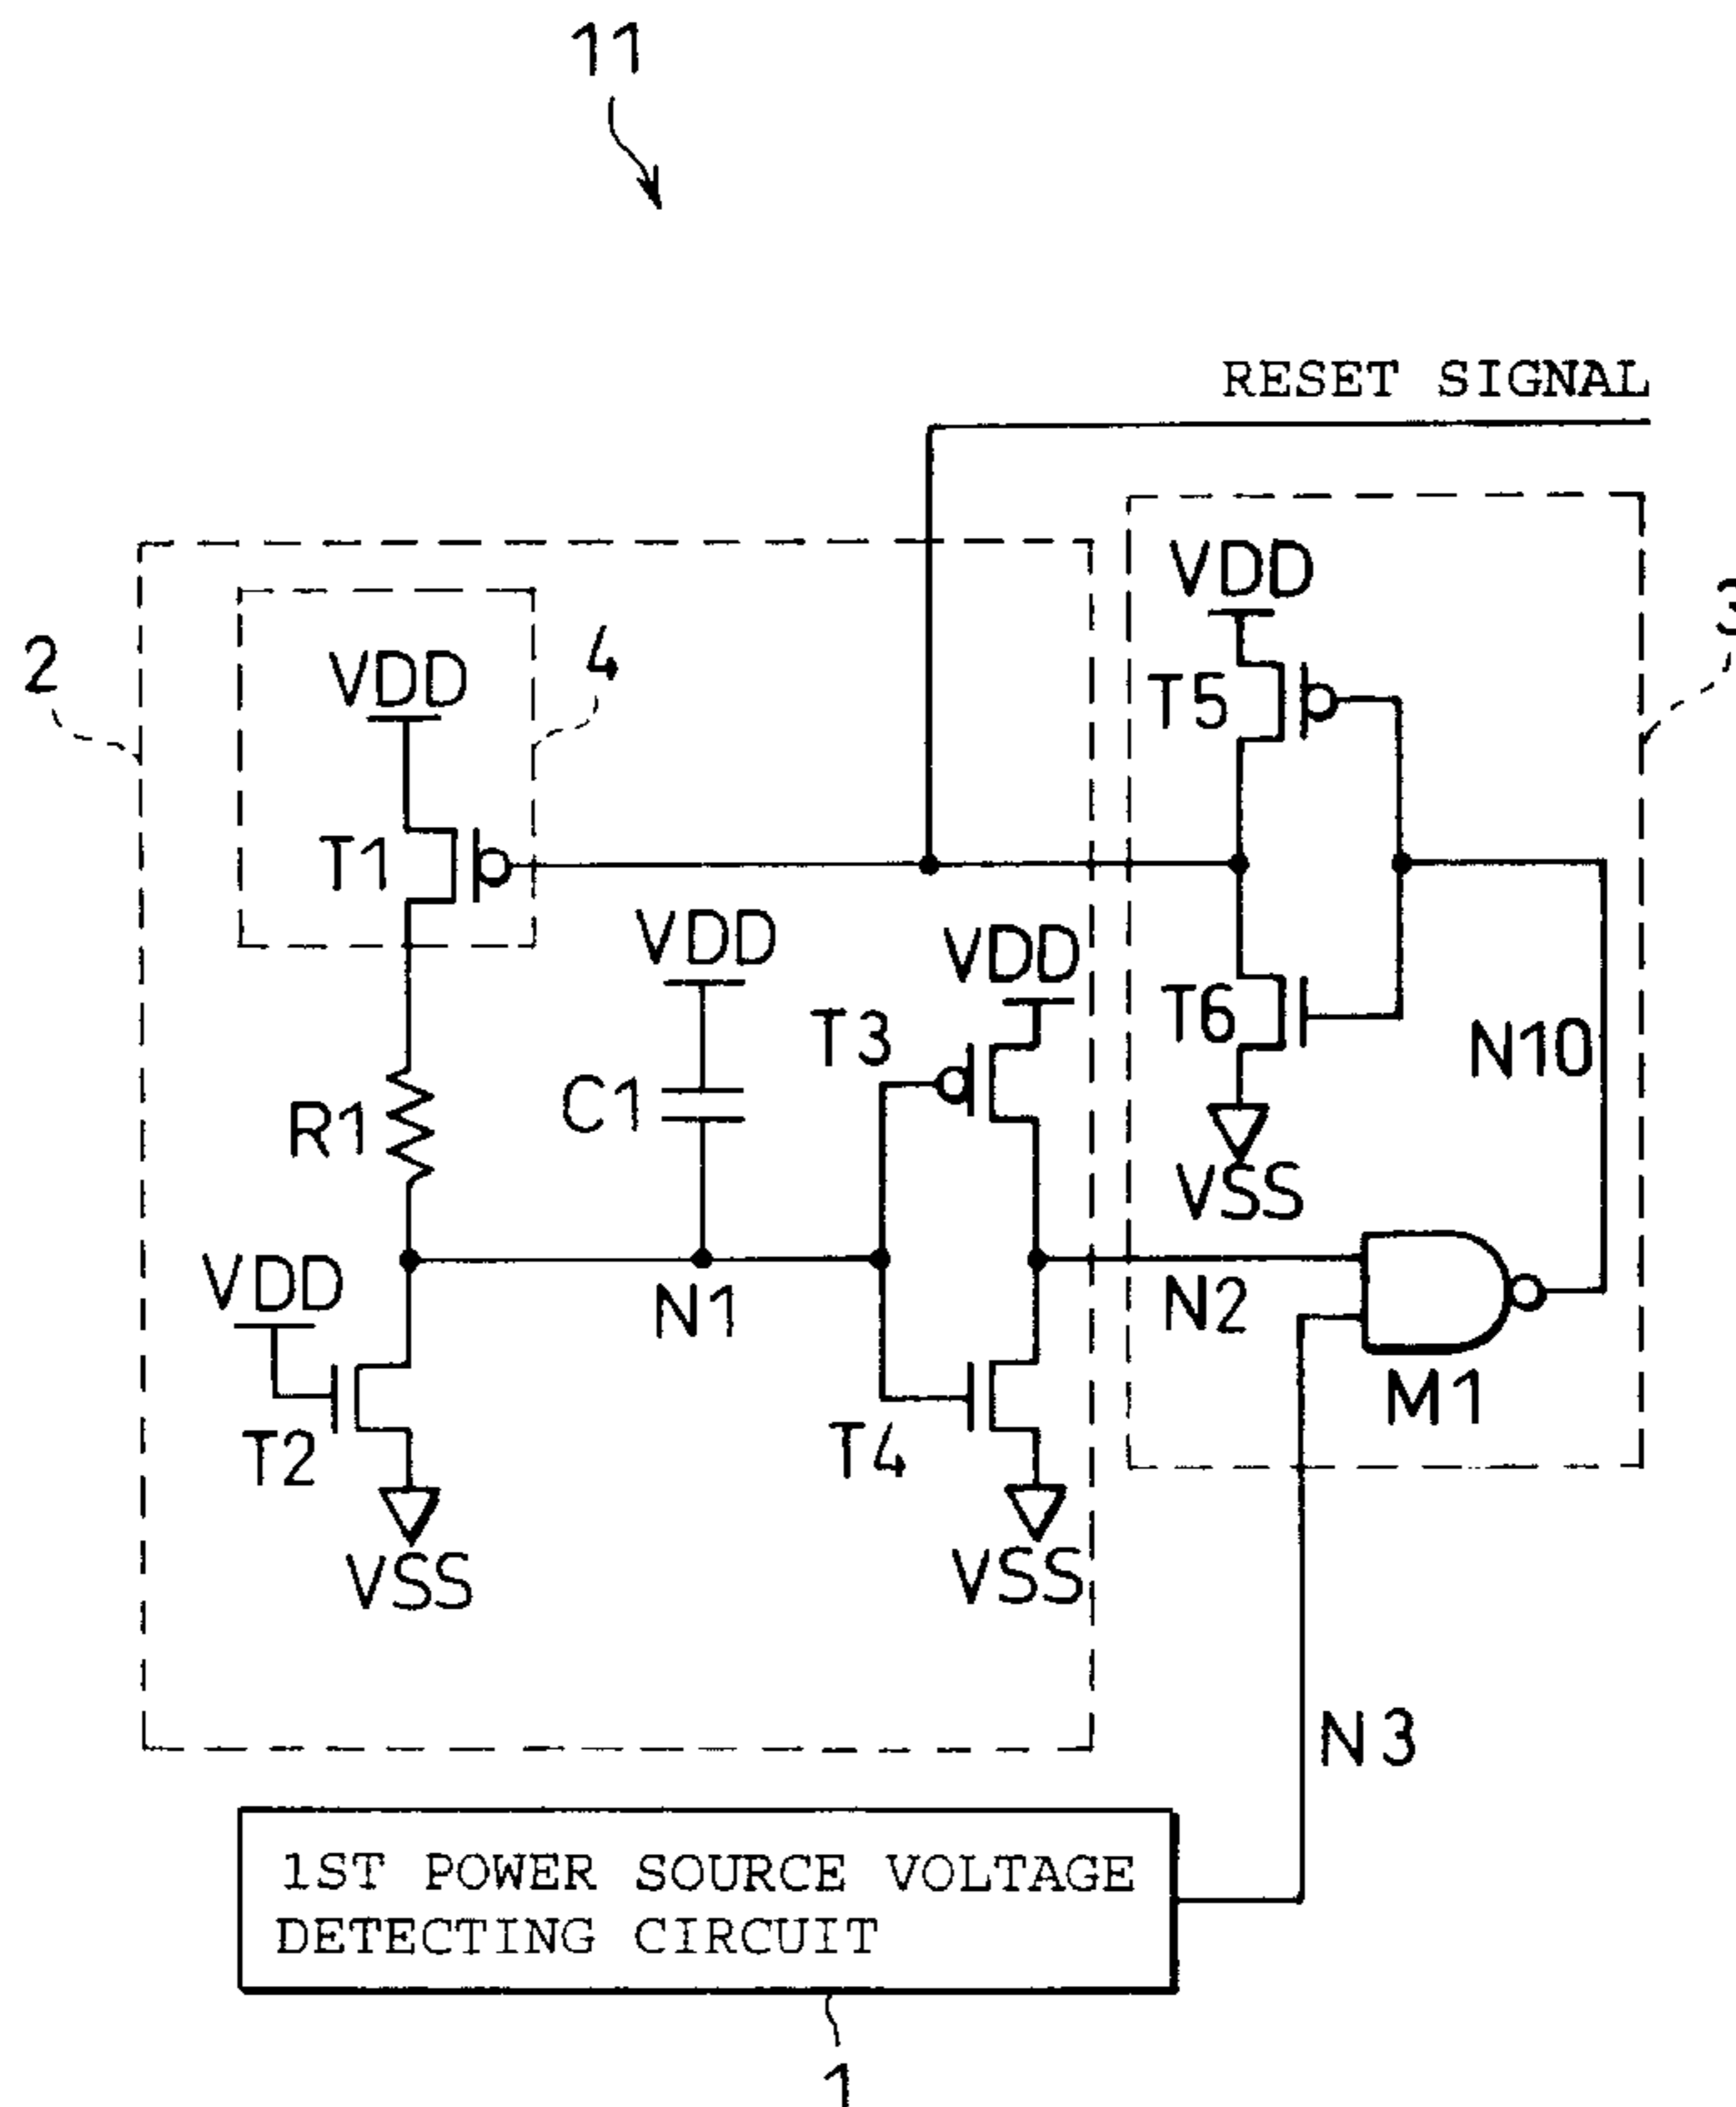 11
RESET SIGNAL
VDD
3
2
4
VDD
T5
T1
VDD
VDD
T6
T3
N10
C1
R1
VSS
VDD
N1
N2
M1
T2
T4
VSS
VSS
N3
1ST POWER SOURCE VOLTAGE
DETECTING CIRCUIT
1